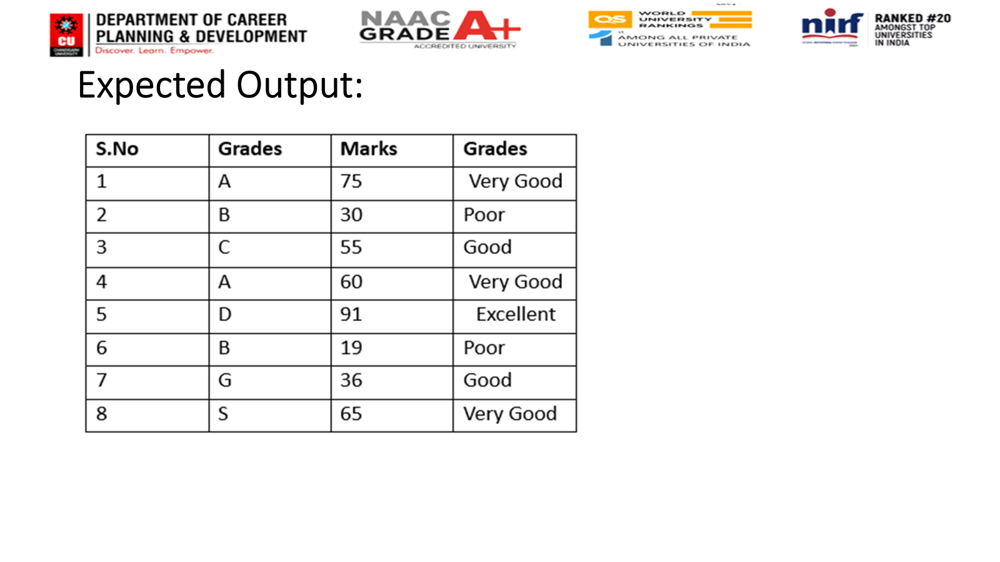 DEPARTMENT OF CAREER
PLANNING & DEVELOPMENT
Discover. Learn. Empower.
CU
CHANDIGARH
UNIVERSITY
NAAC
GRADE A+
ACCREDITED UNIVERSITY
QS WORLD
UNIVERSITY
RANKINGS
1st AMONG ALL PRIVATE
UNIVERSITIES OF INDIA
nirf
RANKED #20
AMONGST TOP
UNIVERSITIES
IN INDIA
Expected Output:
S.No Grades Marks Grades
1 A 75 Very Good
2 B 30 Poor
3 C 55 Good
4 A 60 Very Good
5 D 91 Excellent
6 B 19 Poor
7 G 36 Good
8 S 65 Very Good